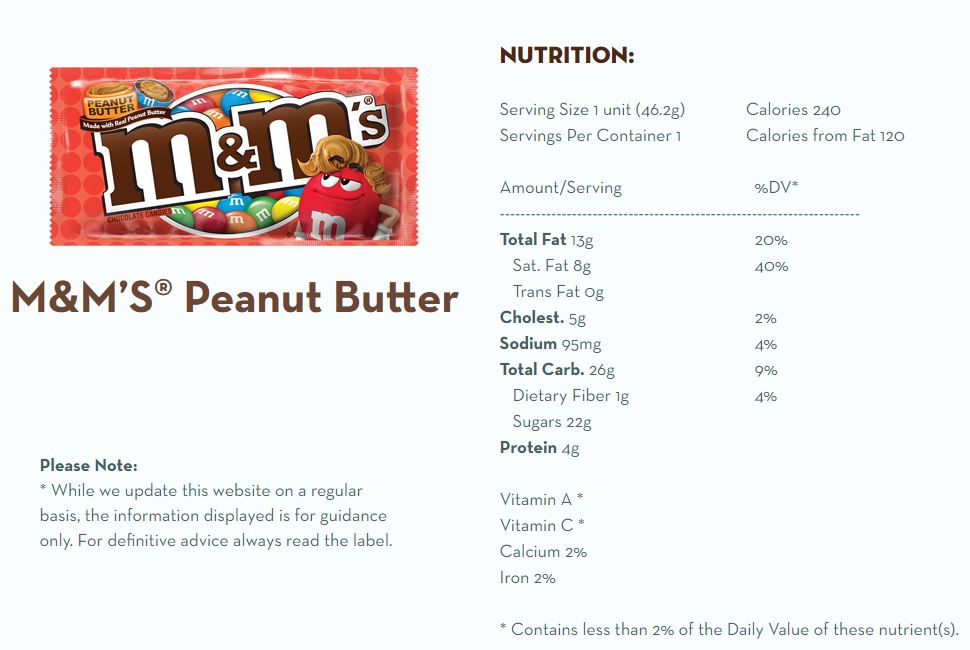 PEANUT
BUTTER
Made with Real Peanut Butter
m&m's®
CHOCOLATE CANDIES
M&M'S® Peanut Butter
Please Note:
* While we update this website on a regular
basis, the information displayed is for guidance
only. For definitive advice always read the label.
NUTRITION:
Serving Size 1 unit (46.2g) Calories 240
Servings Per Container 1 Calories from Fat 120
Amount/Serving %DV*
---------------------------------------------------------------------
Total Fat 13g 20%
Sat. Fat 8g 40%
Trans Fat 0g
Cholest. 5g 2%
Sodium 95mg 4%
Total Carb. 26g 9%
Dietary Fiber 1g 4%
Sugars 22g
Protein 4g
Vitamin A *
Vitamin C *
Calcium 2%
Iron 2%
* Contains less than 2% of the Daily Value of these nutrient(s).